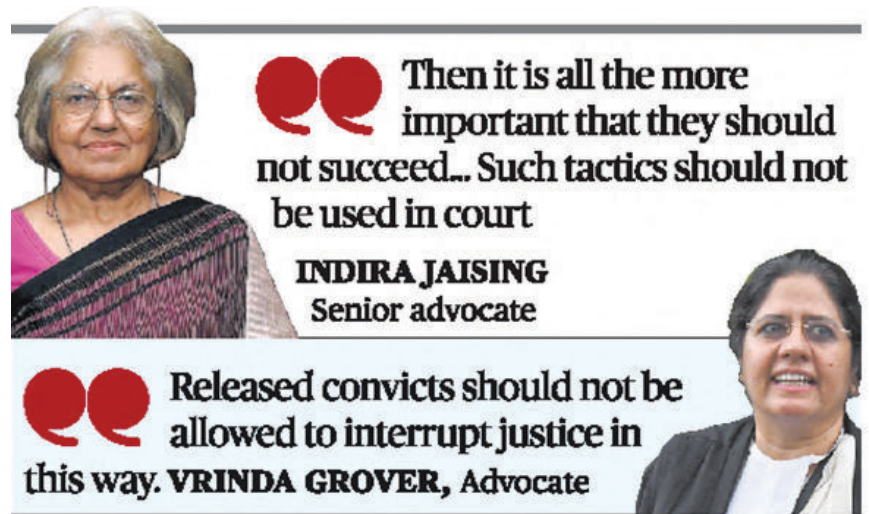 Then it is all the more
important that they should
not succeed... Such tactics should not
be used in court
INDIRA JAISING
Senior advocate
Released convicts should not be
allowed to interrupt justice in
this way. VRINDA GROVER, Advocate